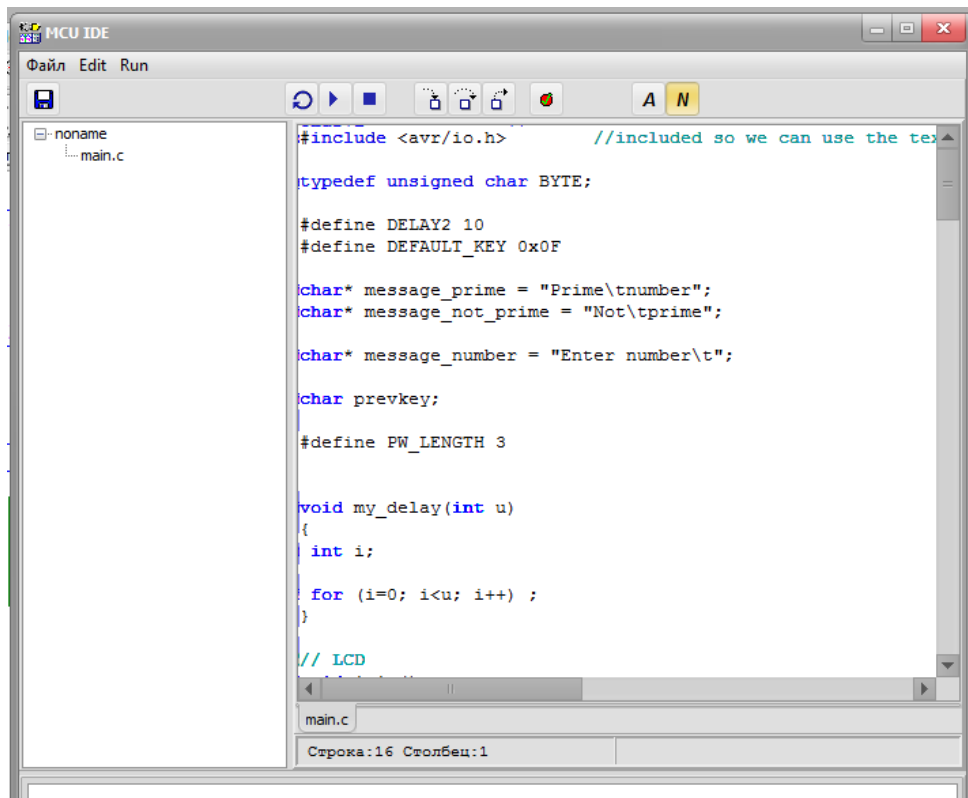 MCU IDE
Файл Edit Run
A N
noname
main.c
#include <avr/io.h> //included so we can use the tex
typedef unsigned char BYTE;
#define DELAY2 10
#define DEFAULT_KEY 0x0F
char* message_prime = "Prime\tnumber";
char* message_not_prime = "Not\tprime";
char* message_number = "Enter number\t";
char prevkey;
#define PW_LENGTH 3
void my_delay(int u)
{
int i;
for (i=0; i<u; i++) ;
}
// LCD
main.c
Строка:16 Столбец:1